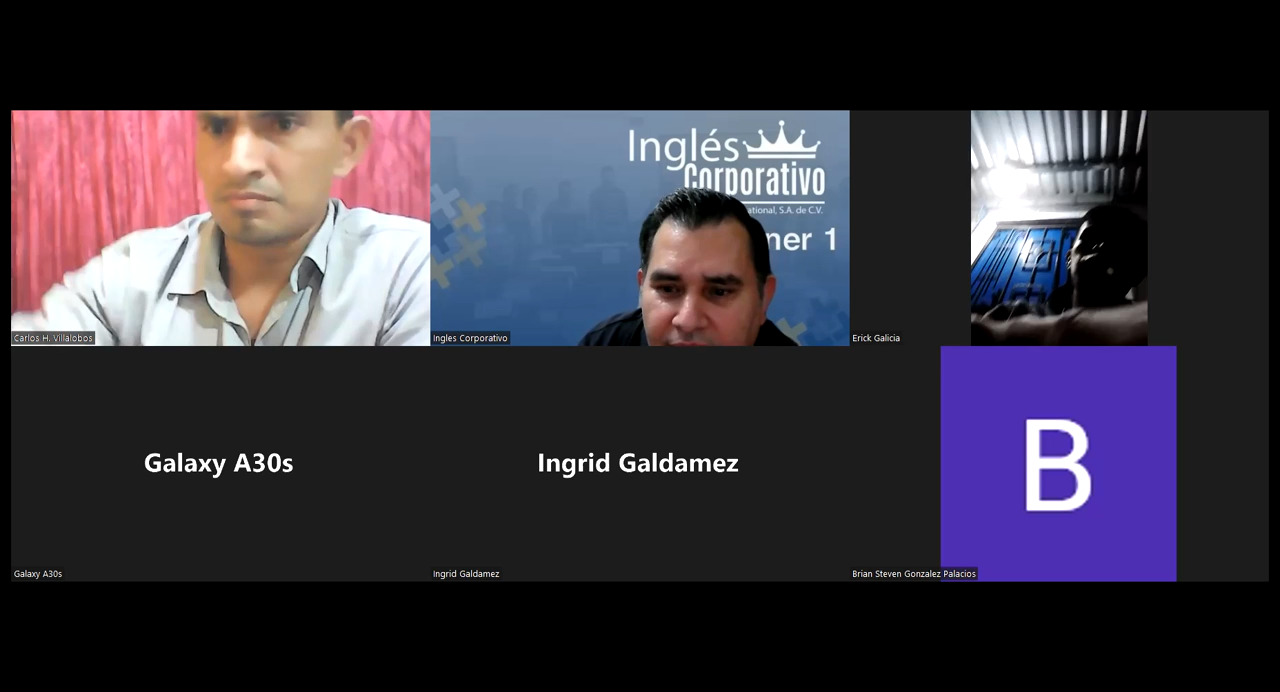 Inglés
Corporativo
ational, S.A. de C.V.
ner 1
Carlos H. Villalobos
Ingles Corporativo
Erick Galicia
Galaxy A30s
Ingrid Galdamez
B
Galaxy A30s
Ingrid Galdamez
Brian Steven Gonzalez Palacios